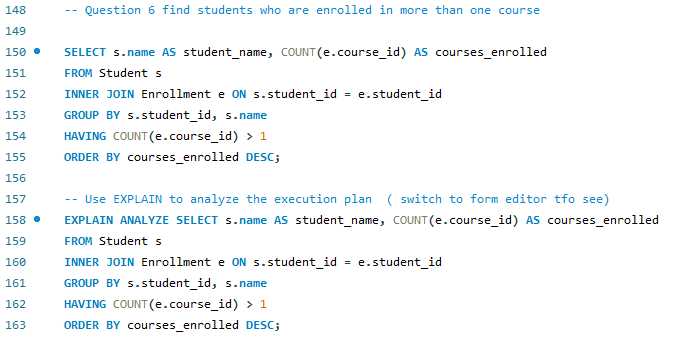 148 -- Question 6 find students who are enrolled in more than one course
149
150 SELECT s.name AS student_name, COUNT(e.course_id) AS courses_enrolled
151 FROM Student s
152 INNER JOIN Enrollment e ON s.student_id = e.student_id
153 GROUP BY s.student_id, s.name
154 HAVING COUNT(e.course_id) > 1
155 ORDER BY courses_enrolled DESC;
156
157 -- Use EXPLAIN to analyze the execution plan  ( switch to form editor tfo see)
158 EXPLAIN ANALYZE SELECT s.name AS student_name, COUNT(e.course_id) AS courses_enrolled
159 FROM Student s
160 INNER JOIN Enrollment e ON s.student_id = e.student_id
161 GROUP BY s.student_id, s.name
162 HAVING COUNT(e.course_id) > 1
163 ORDER BY courses_enrolled DESC;